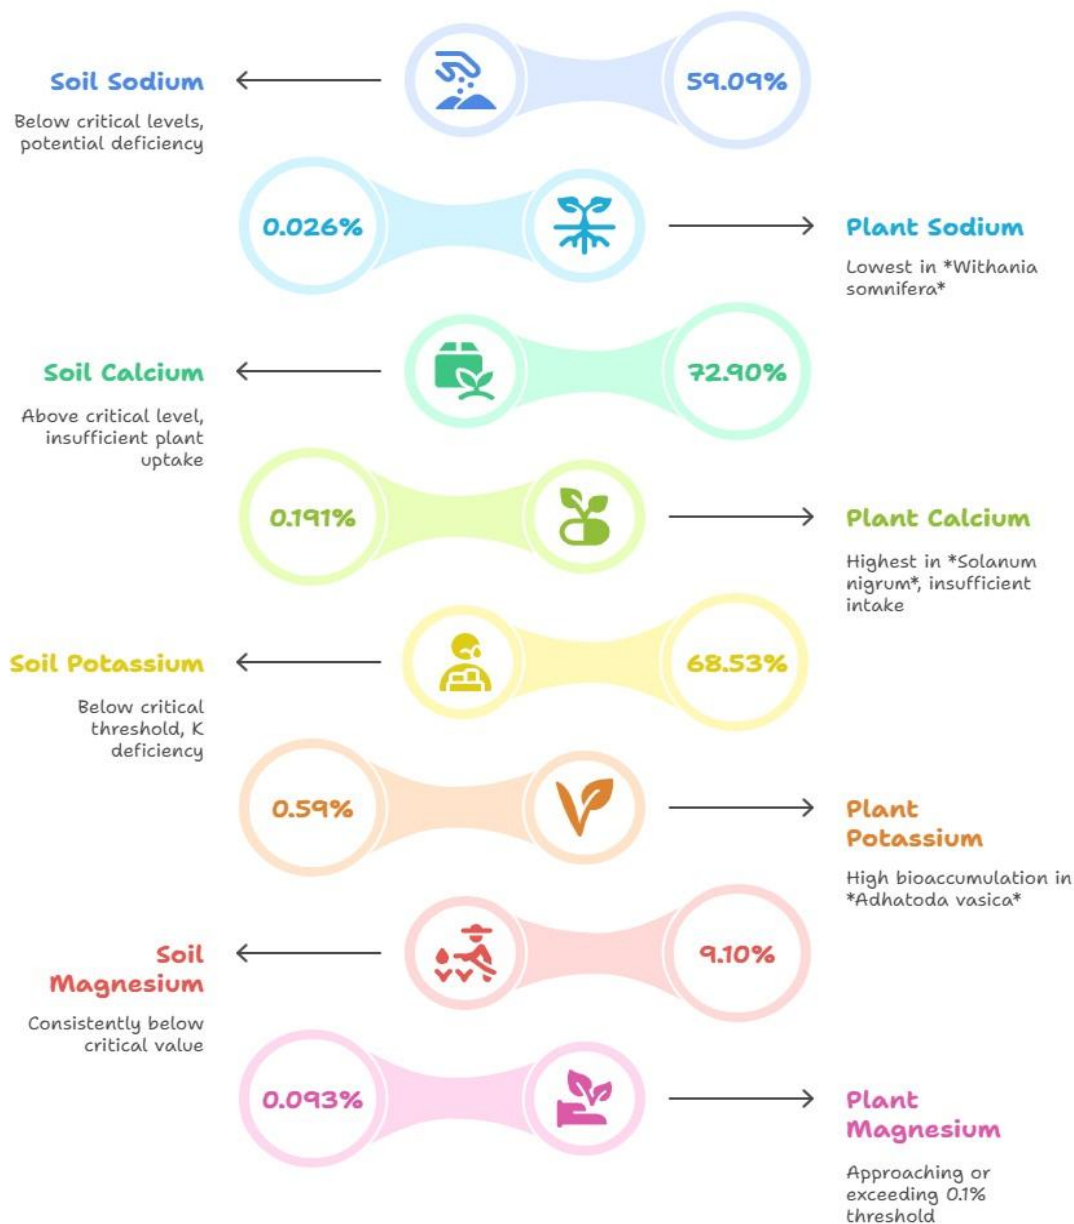 Soil Sodium
Below critical levels,
potential deficiency
59.09%
0.026%
Plant Sodium
Lowest in *Withania
somnifera*
Soil Calcium
Above critical level,
insufficient plant
uptake
72.90%
0.191%
Plant Calcium
Highest in *Solanum
nigrum*, insufficient
intake
Soil Potassium
Below critical
threshold, K
deficiency
68.53%
0.59%
Plant
Potassium
High bioaccumulation in
*Adhatoda vasica*
Soil
Magnesium
Consistently below
critical value
9.10%
0.093%
Plant
Magnesium
Approaching or
exceeding 0.1%
threshold